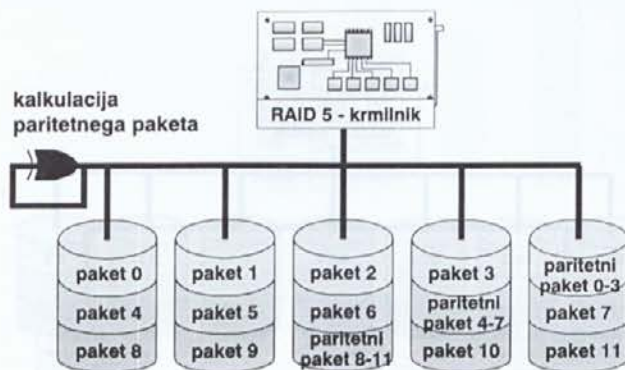 RAID 5 - krmilnik
kalkulacija
paritetnega paketa
paket 0
paket 1
paket 2
paket 3
paritetni
paket 0-3
paket 4
paket 5
paket 6
paritetni
paket 4-7
paket 7
paket 8
paket 9
paritetni
paket 8-11
paket 10
paket 11